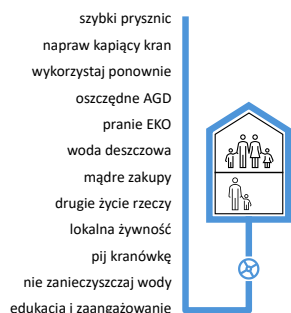 szybki prysznic
napraw kapiący kran
wykorzystaj ponownie
oszczędne AGD
pranie EKO
woda deszczowa
mądre zakupy
drugie życie rzeczy
lokalna żywność
pij kranówkę
nie zanieczyszczaj wody
edukacja i zaangażowanie